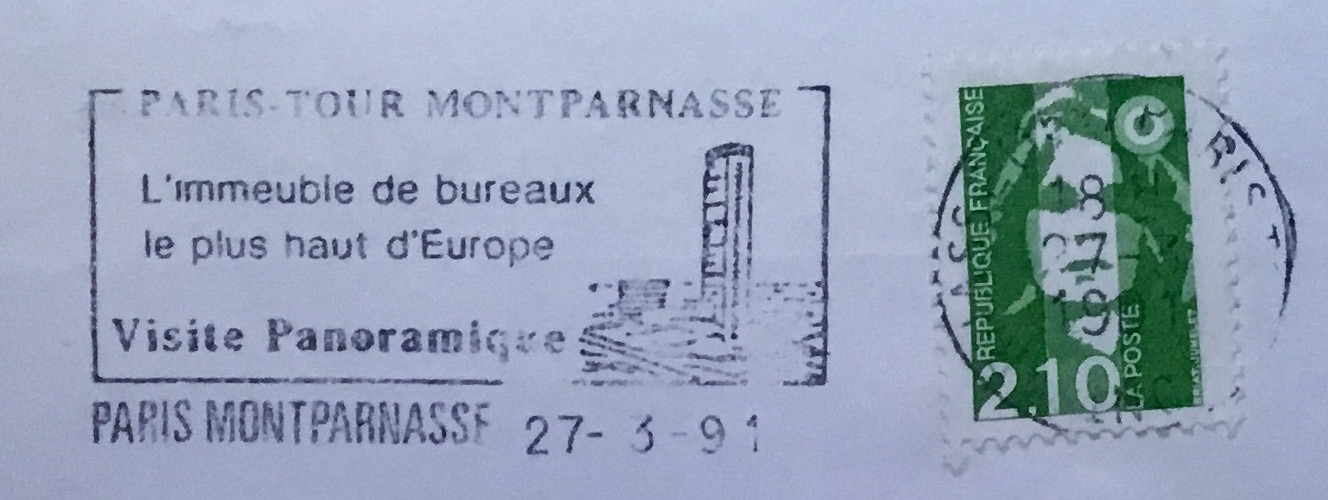 PARIS-TOUR MONTPARNASSE
L'immeuble de bureaux
le plus haut d'Europe
Visite Panoramique
PARIS MONTPARNASSE 27-3-91
REPUBLIQUE FRANÇAISE
2,10
LA POSTE